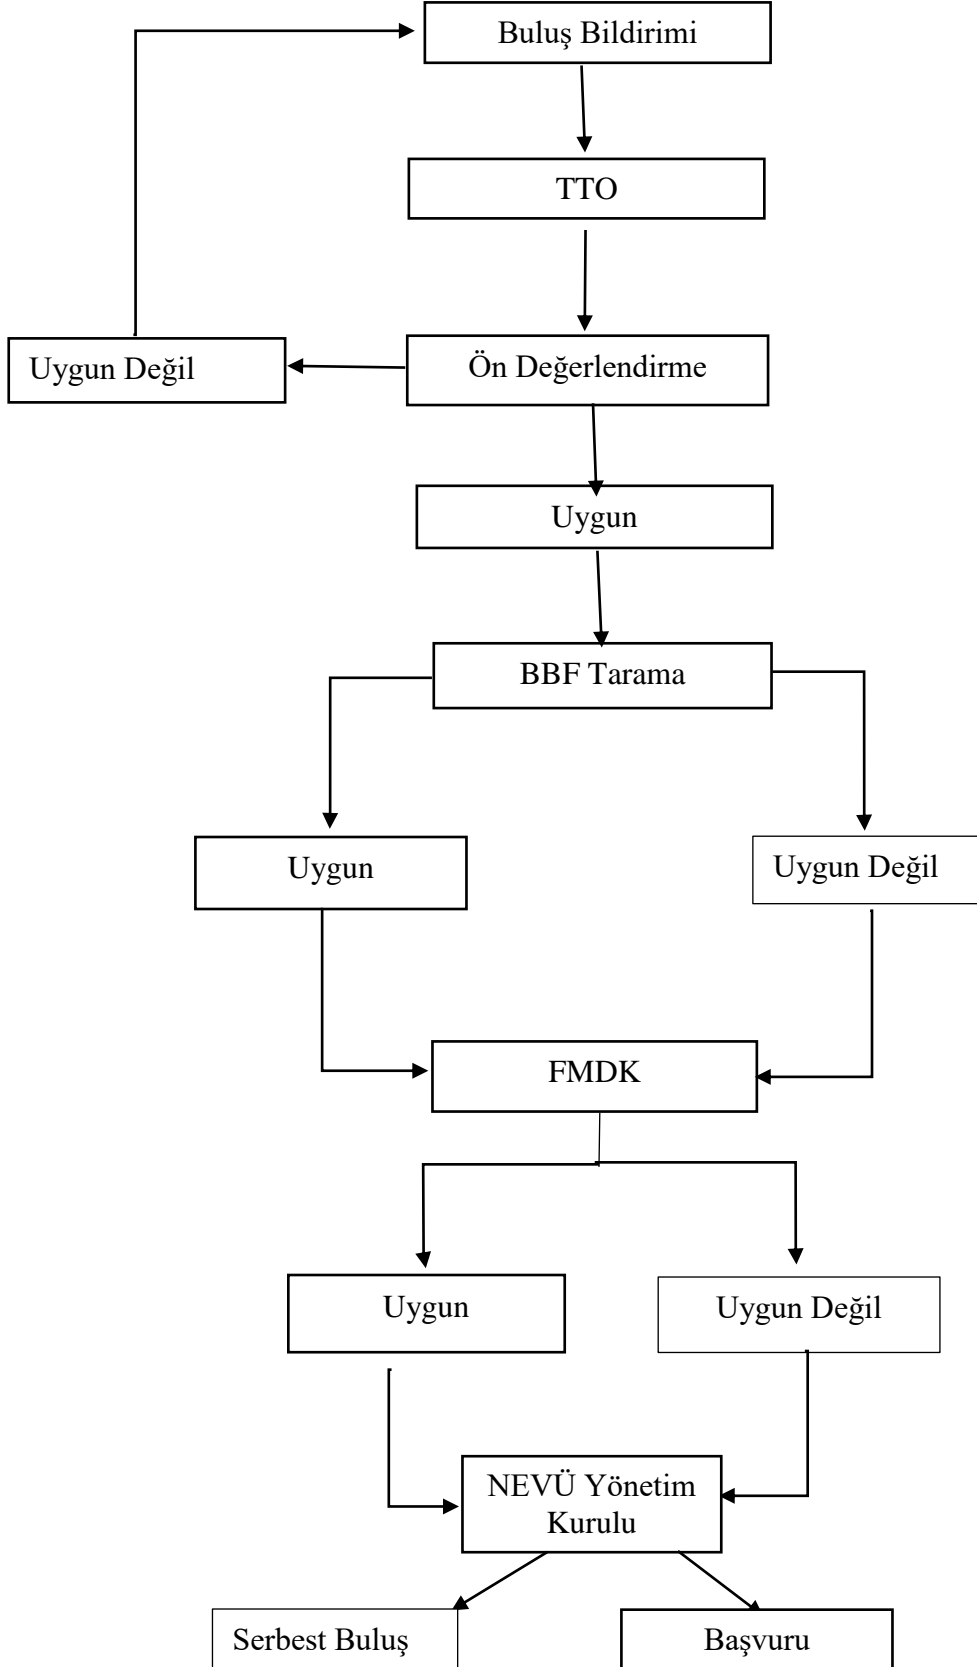 Buluş Bildirimi
TTO
Uygun Değil
Ön Değerlendirme
Uygun
BBF Tarama
Uygun
Uygun Değil
FMDK
Uygun
Uygun Değil
NEVÜ Yönetim
Kurulu
Serbest Buluş
Başvuru